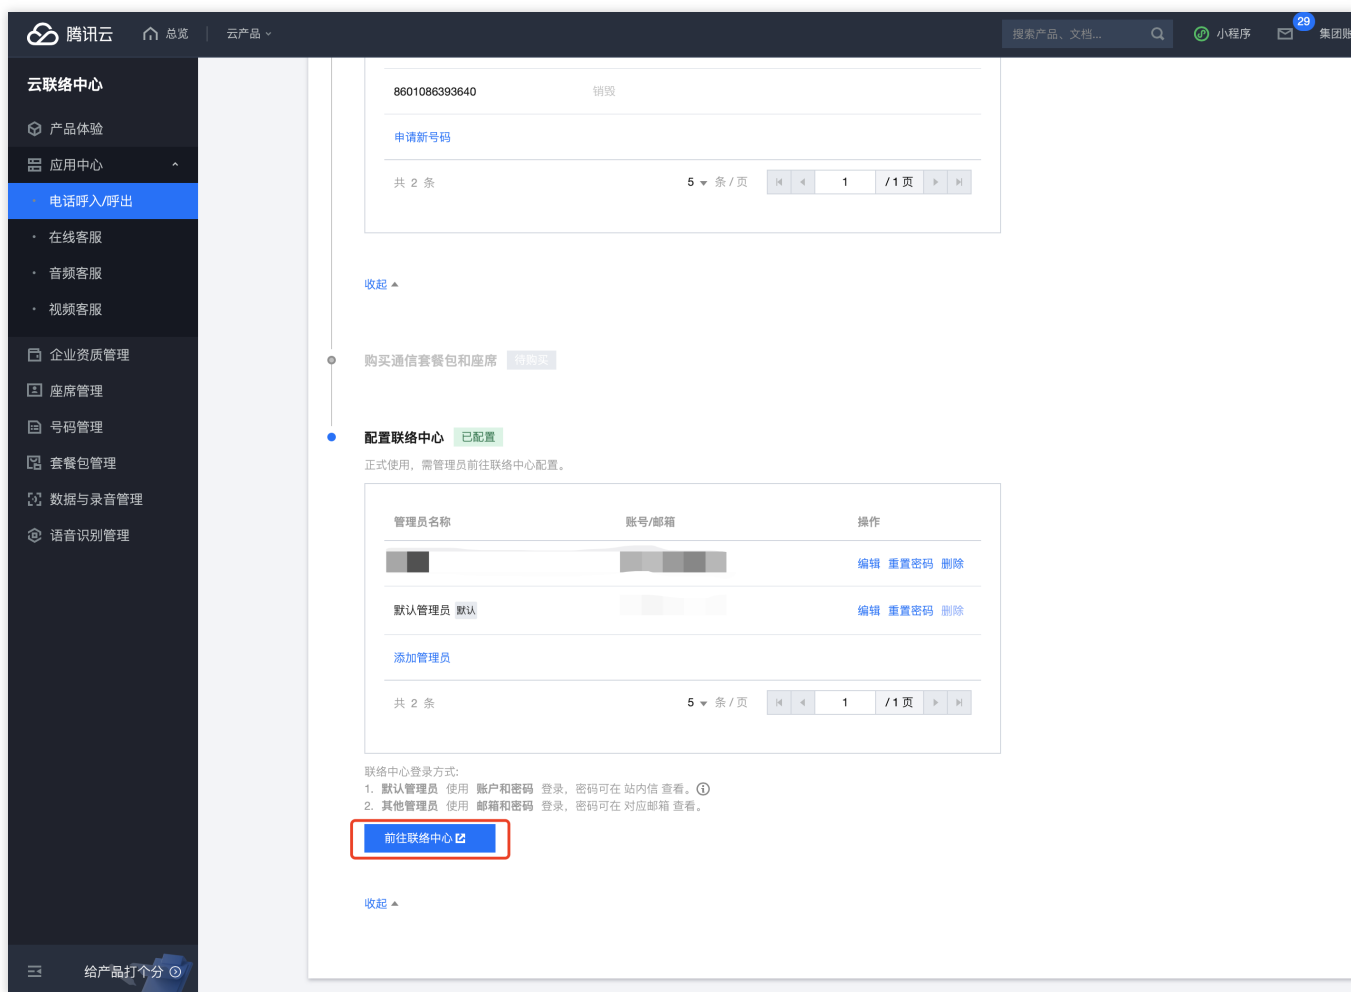 腾讯云 总览 云产品 搜索产品、文档... 小程序 29 集团账
云联络中心
产品体验
应用中心
电话呼入/呼出
在线客服
音频客服
视频客服
企业资质管理
座席管理
号码管理
套餐包管理
数据与录音管理
语音识别管理
给产品打个分
8601086393640 销毁
申请新号码
共 2 条 5 条 / 页 1 / 1 页
收起
购买通信套餐包和座席 待购买
配置联络中心 已配置
正式使用，需管理员前往联络中心配置。
管理员名称 账号/邮箱 操作
编辑 重置密码 删除
默认管理员 默认 编辑 重置密码 删除
添加管理员
共 2 条 5 条 / 页 1 / 1 页
联络中心登录方式:
1. 默认管理员 使用 账户和密码 登录，密码可在 站内信 查看。
2. 其他管理员 使用 邮箱和密码 登录，密码可在 对应邮箱 查看。
前往联络中心
收起